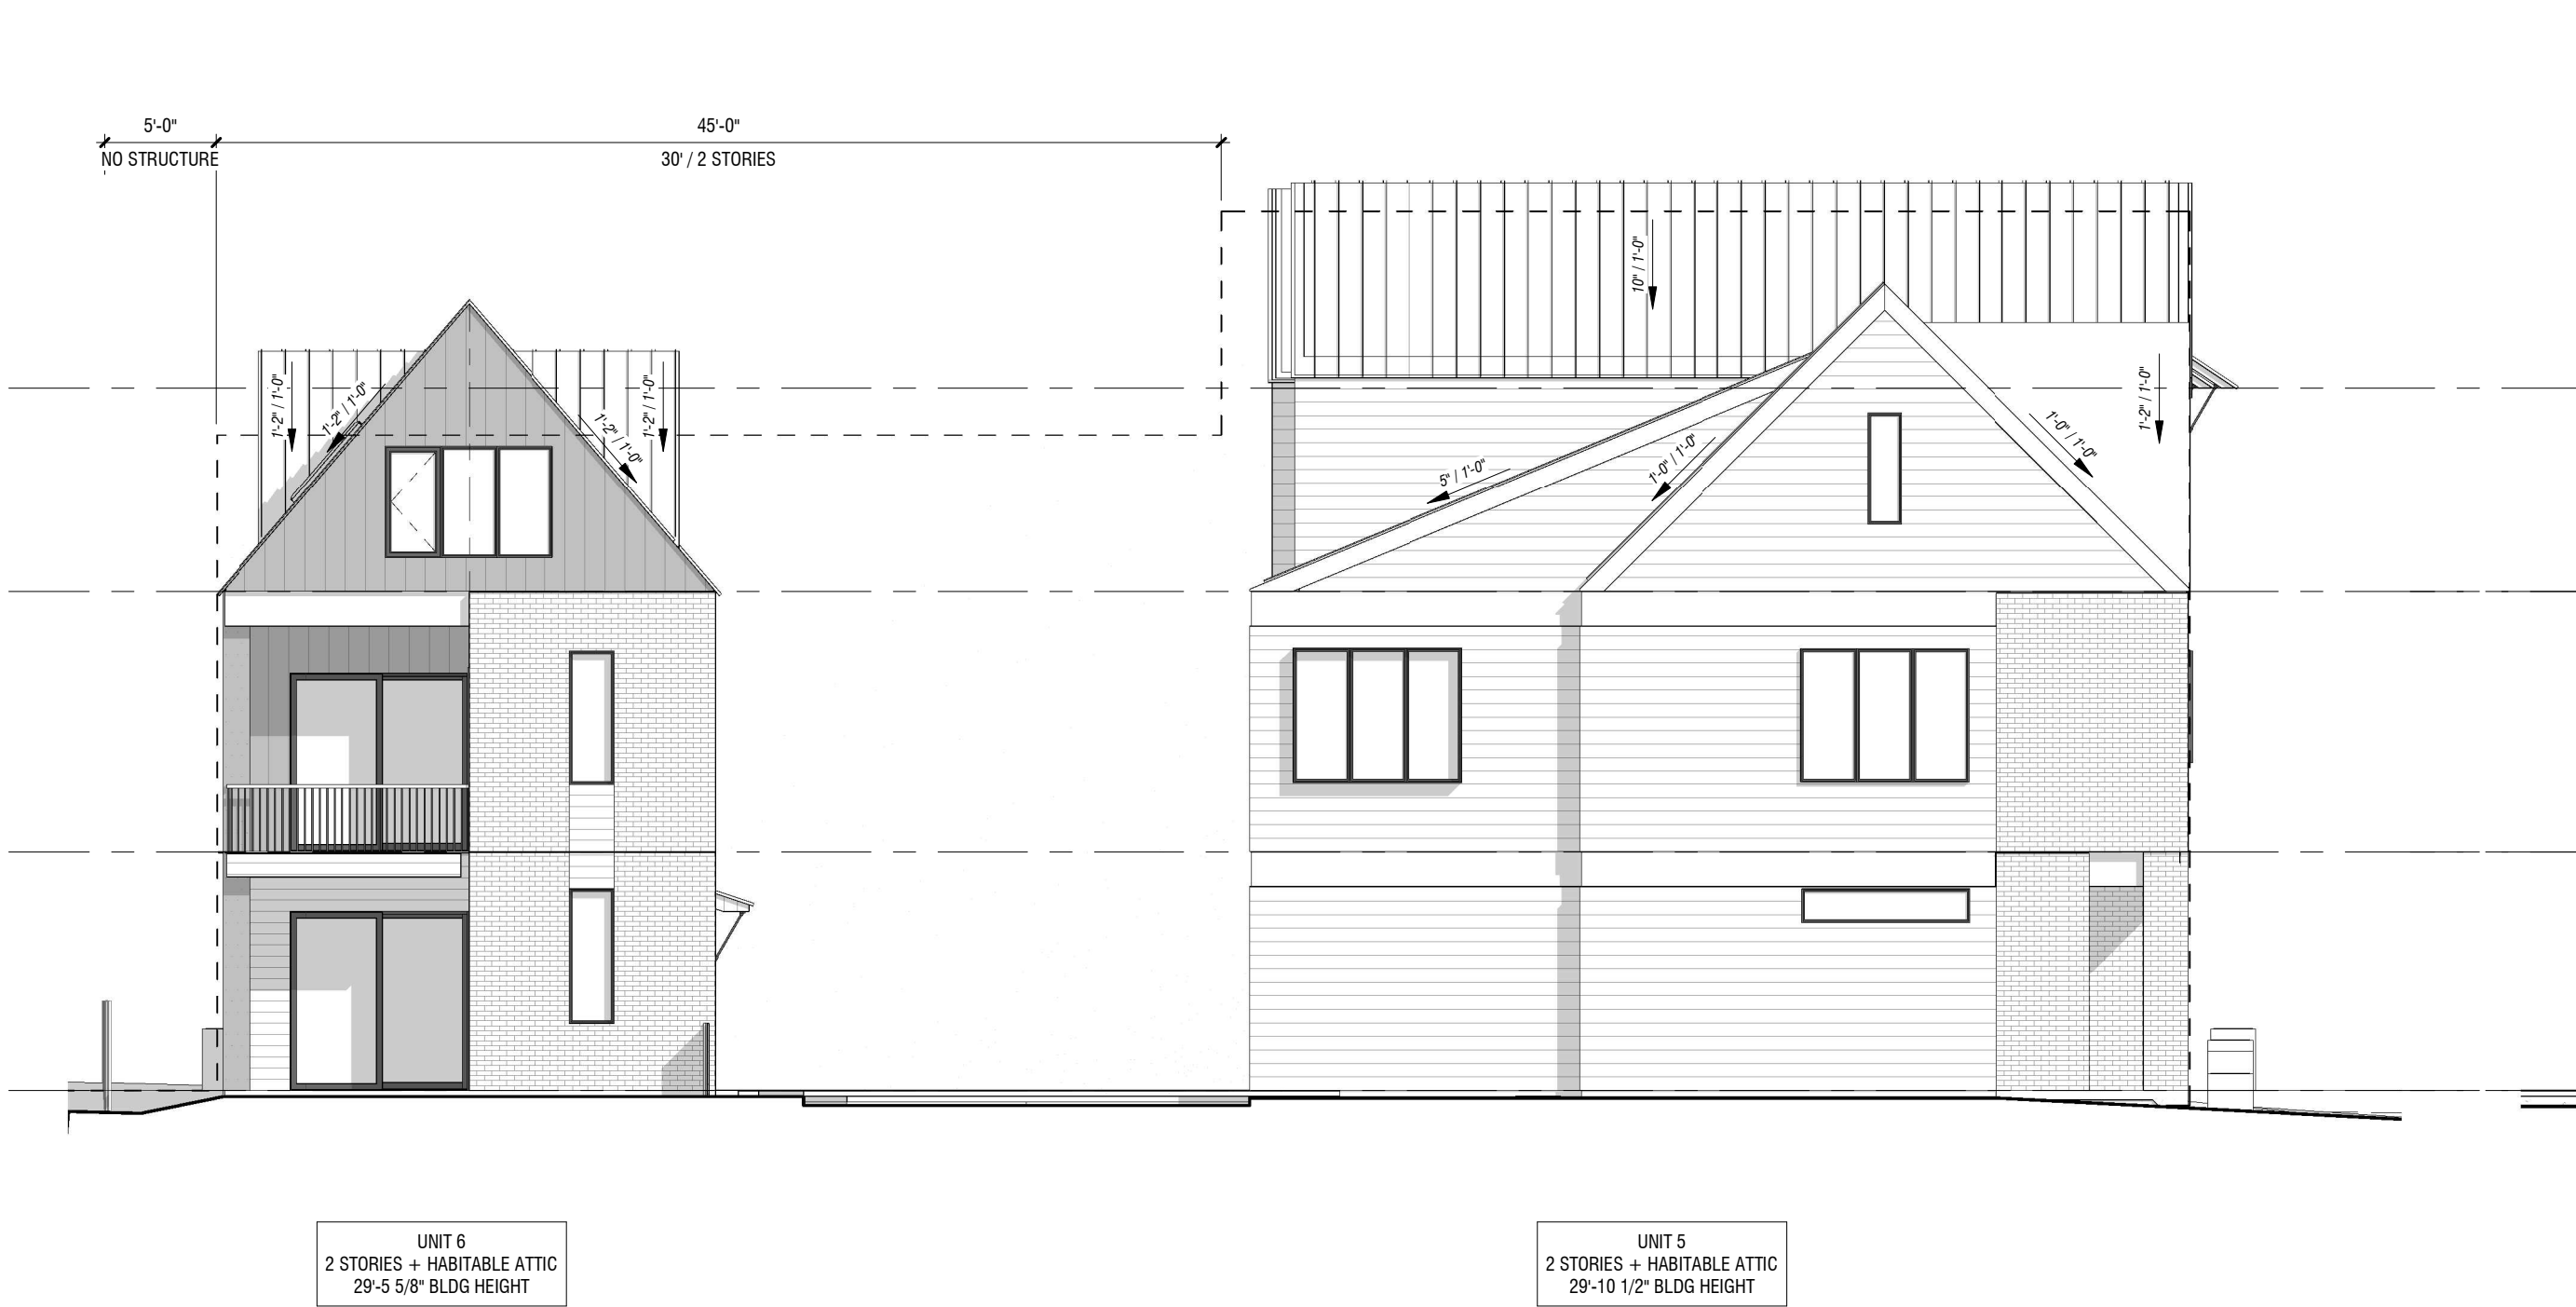 5'-0"
45'-0"
NO STRUCTURE
30' / 2 STORIES
10" / 1'-0"
1'-2" / 1'-0"
1'-2" / 1'-0"
1'-2" / 1'-0"
1'-2" / 1'-0"
5" / 1'-0"
1'-0" / 1'-0"
1'-0" / 1'-0"
1'-2" / 1'-0"
UNIT 6
2 STORIES + HABITABLE ATTIC
29'-5 5/8" BLDG HEIGHT
UNIT 5
2 STORIES + HABITABLE ATTIC
29'-10 1/2" BLDG HEIGHT